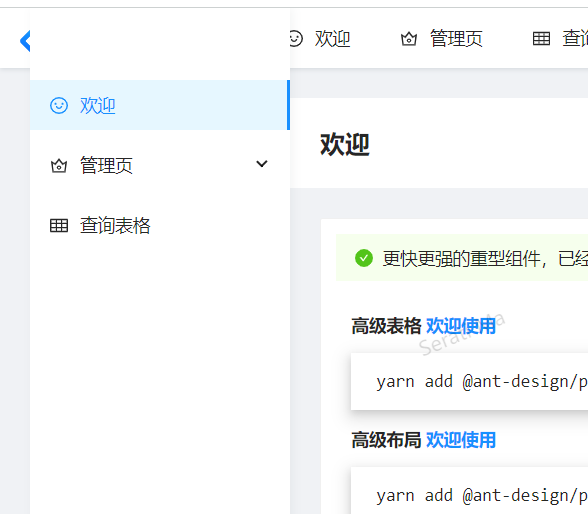 欢迎
管理页
查询
欢迎
管理页
查询表格
欢迎
更快更强的重型组件，已经
高级表格 欢迎使用
yarn add @ant-design/p
高级布局 欢迎使用
yarn add @ant-design/p